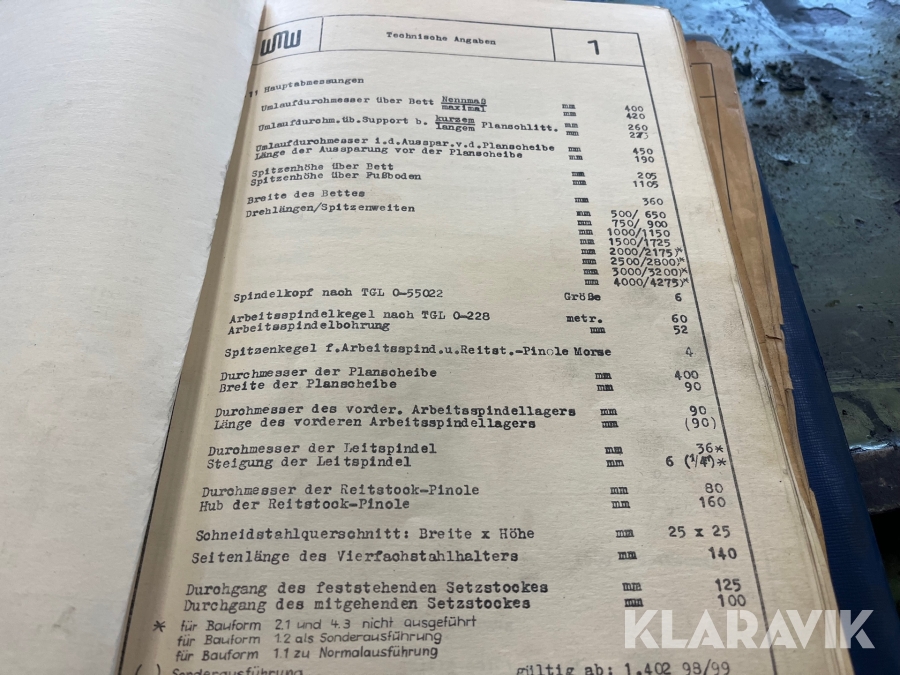 WMW
Technische Angaben
1
Hauptabmessungen
Umlaufdurchmesser über Bett Nennmaß mm 400
maximal mm 420
Umlaufdurchm.üb.Support b. kurzem Planschlitt. mm 260
langem mm 225
Umlaufdurchmesser i.d.Ausspar.v.d.Planscheibe mm 450
Länge der Aussparung vor der Planscheibe mm 190
Spitzenhöhe über Bett mm 205
Spitzenhöhe über Fußboden mm 1105
Breite des Bettes mm 360
Drehlängen/Spitzenweiten mm 500/ 650
mm 750/ 900
mm 1000/1150
mm 1500/1725
mm 2000/2175)*
mm 2500/2800)*
mm 3000/3200)*
mm 4000/4275)*
Spindelkopf nach TGL 0-55022 Größe 6
Arbeitsspindelkegel nach TGL 0-228 metr. 60
Arbeitsspindelbohrung mm 52
Spitzenkegel f.Arbeitsspind.u.Reitst.-Pinole Morse 4
Durchmesser der Planscheibe mm 400
Breite der Planscheibe mm 90
Durchmesser des vorder. Arbeitsspindellagers mm 90
Länge des vorderen Arbeitsspindellagers mm (90)
Durchmesser der Leitspindel mm 36*
Steigung der Leitspindel mm 6 (1/4")*
Durchmesser der Reitstock-Pinole mm 80
Hub der Reitstock-Pinole mm 160
Schneidstahlquerschnitt: Breite x Höhe mm 25 x 25
Seitenlänge des Vierfachstahlhalters mm 140
Durchgang des feststehenden Setzstockes mm 125
Durchgang des mitgehenden Setzstockes mm 100
* für Bauform 2.1 und 4.3 nicht ausgeführt
für Bauform 1.2 als Sonderausführung
für Bauform 1.1 zu Normalausführung
( ) Sonderausführung gültig ab: 1.402 98/99
KLARAVIK